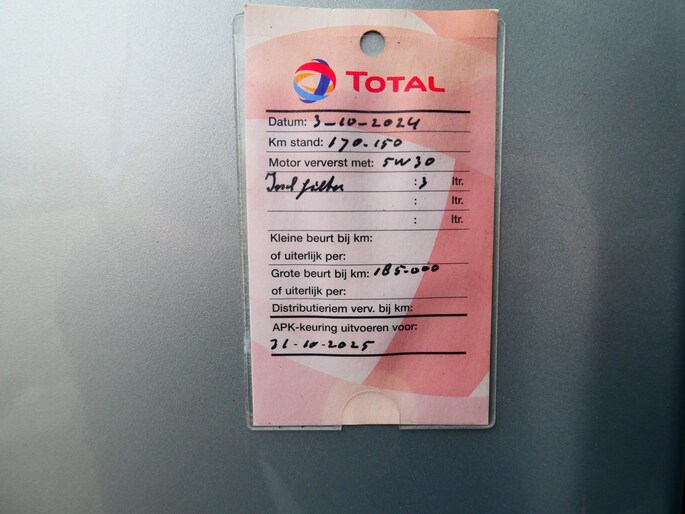 TOTAL
Datum: 3-10-2024
Km stand: 170.150
Motor ververst met: 5W30
Incl filter : 3 ltr.
: ltr.
: ltr.
Kleine beurt bij km:
of uiterlijk per:
Grote beurt bij km: 185.000
of uiterlijk per:
Distributieriem verv. bij km:
APK-keuring uitvoeren voor:
31-10-2025